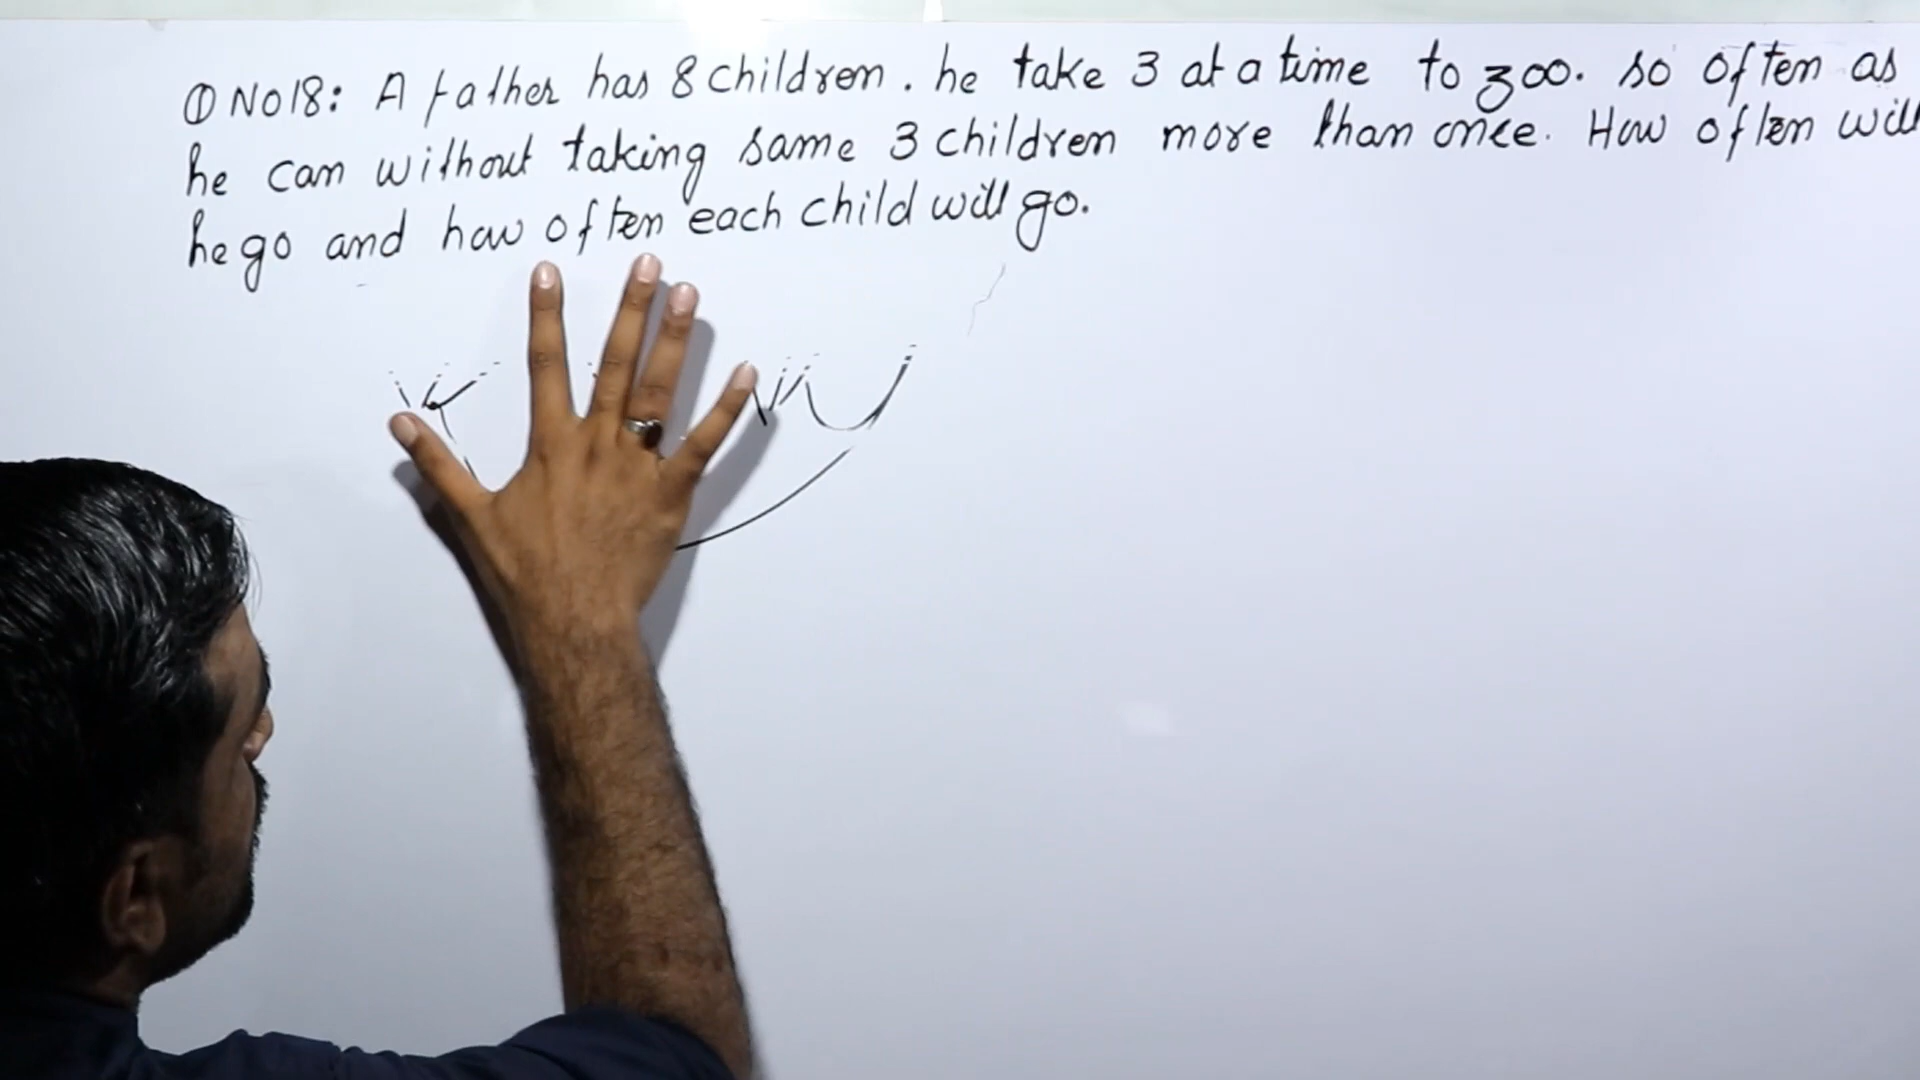 Q NO18: A father has 8 children. he take 3 at a time to zoo. so often as
he can without taking same 3 children more than once. How often will
he go and how often each child will go.